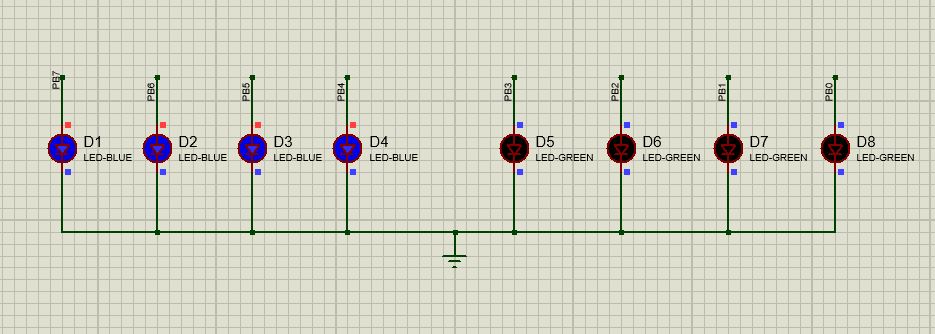 PB7
PB6
PB5
PB4
PB3
PB2
PB1
PB0
D1
LED-BLUE
D2
LED-BLUE
D3
LED-BLUE
D4
LED-BLUE
D5
LED-GREEN
D6
LED-GREEN
D7
LED-GREEN
D8
LED-GREEN